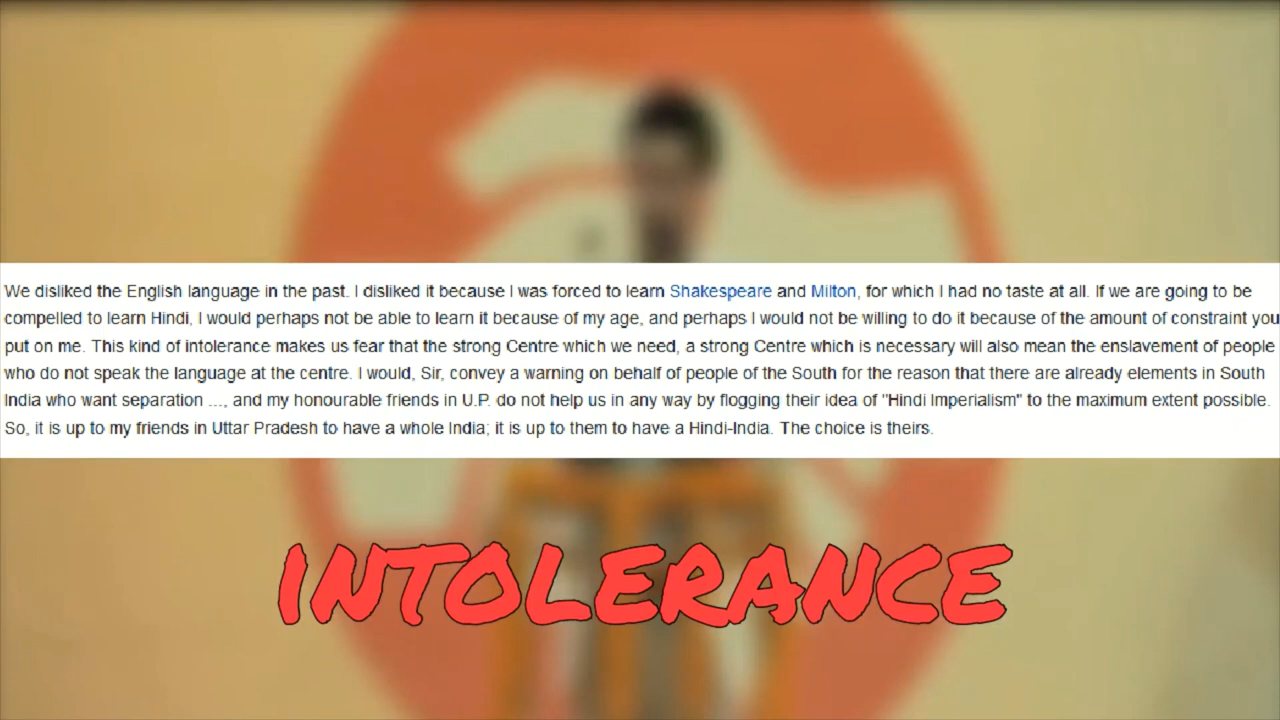 We disliked the English language in the past. I disliked it because I was forced to learn Shakespeare and Milton, for which I had no taste at all. If we are going to be
compelled to learn Hindi, I would perhaps not be able to learn it because of my age, and perhaps I would not be willing to do it because of the amount of constraint you
put on me. This kind of intolerance makes us fear that the strong Centre which we need, a strong Centre which is necessary will also mean the enslavement of people
who do not speak the language at the centre. I would, Sir, convey a warning on behalf of people of the South for the reason that there are already elements in South
India who want separation ..., and my honourable friends in U.P. do not help us in any way by flogging their idea of "Hindi Imperialism" to the maximum extent possible.
So, it is up to my friends in Uttar Pradesh to have a whole India; it is up to them to have a Hindi-India. The choice is theirs.
INTOLERANCE